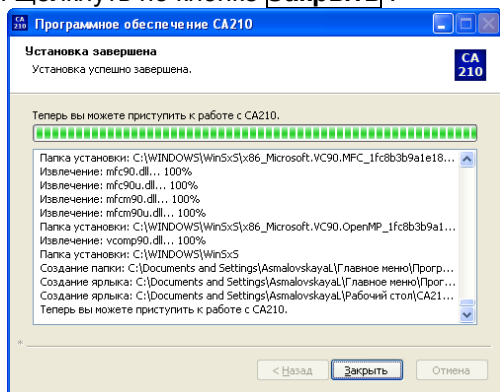 Щелкнуть по кнопке Закрыть.
CA 210 Программное обеспечение CA210
Установка завершена
Установка успешно завершена.
CA
210
Теперь вы можете приступить к работе с CA210.
Папка установки: C:\WINDOWS\WinSxS\x86_Microsoft.VC90.MFC_1fc8b3b9a1e18...
Извлечение: mfc90.dll... 100%
Извлечение: mfc90u.dll... 100%
Извлечение: mfcm90.dll... 100%
Извлечение: mfcm90u.dll... 100%
Папка установки: C:\WINDOWS\WinSxS\x86_Microsoft.VC90.OpenMP_1fc8b3b9a1...
Извлечение: vcomp90.dll... 100%
Папка установки: C:\WINDOWS\WinSxS
Создание папки: C:\Documents and Settings\AsmalovskayaL\Главное меню\Прогр...
Создание ярлыка: C:\Documents and Settings\AsmalovskayaL\Главное меню\Прог...
Создание ярлыка: C:\Documents and Settings\AsmalovskayaL\Рабочий стол\CA21...
Теперь вы можете приступить к работе с CA210.
< Назад Закрыть Отмена